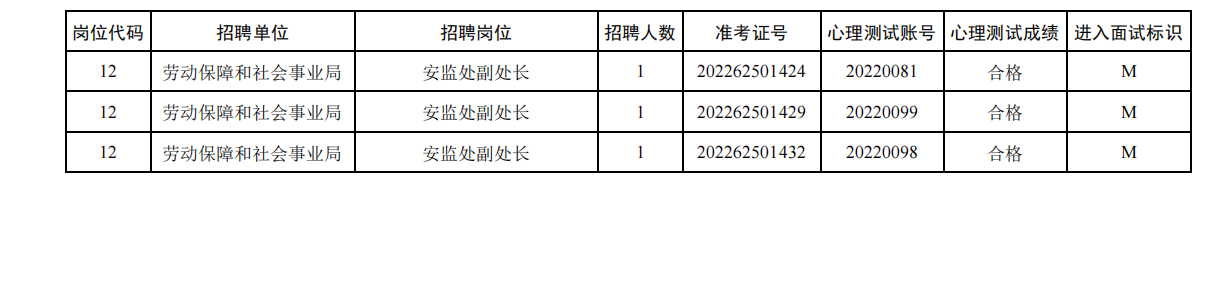 岗位代码 招聘单位 招聘岗位 招聘人数 准考证号 心理测试账号 心理测试成绩 进入面试标识
12 劳动保障和社会事业局 安监处副处长 1 202262501424 20220081 合格 M
12 劳动保障和社会事业局 安监处副处长 1 202262501429 20220099 合格 M
12 劳动保障和社会事业局 安监处副处长 1 202262501432 20220098 合格 M